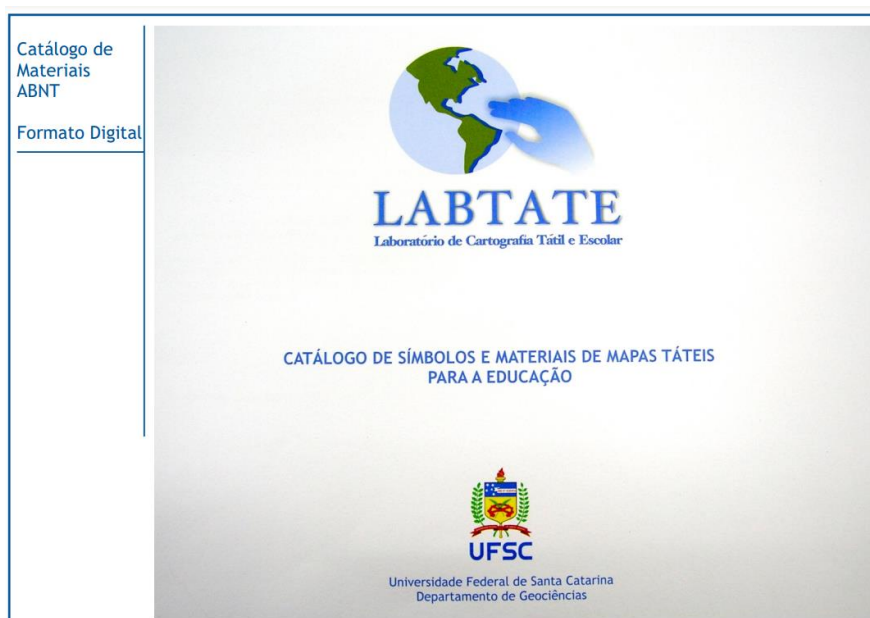 Catálogo de
Materiais
ABNT
Formato Digital
LABTATE
Laboratório de Cartografia Tátil e Escolar
CATÁLOGO DE SÍMBOLOS E MATERIAIS DE MAPAS TÁTEIS
PARA A EDUCAÇÃO
UFSC
Universidade Federal de Santa Catarina
Departamento de Geociências